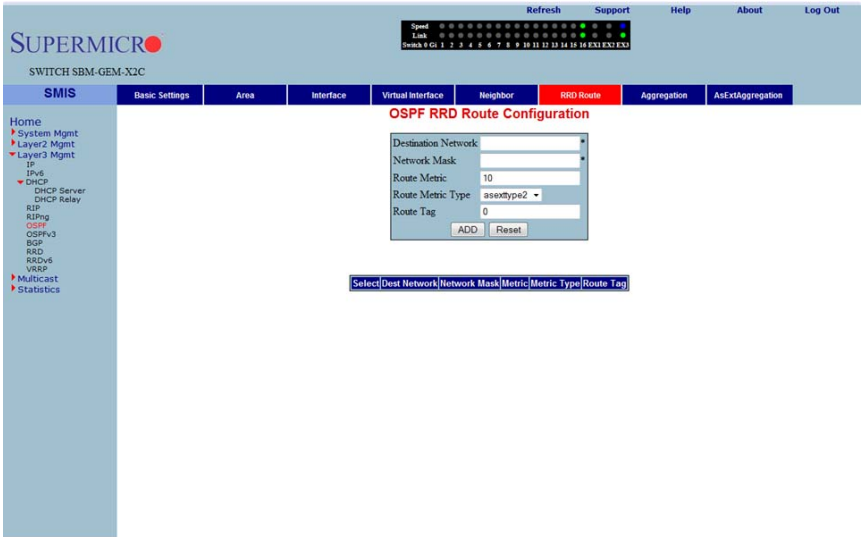 Refresh Support Help About Log Out
Speed
Link
Switch 0 Gi 1 2 3 4 5 6 7 8 9 10 11 12 13 14 15 16 EX1 EX2 EX3
SUPERMICRO
SWITCH SBM-GEM-X2C
SMIS
Basic Settings Area Interface Virtual Interface Neighbor RRD Route Aggregation AsExtAggregation
Home
System Mgmt
Layer2 Mgmt
Layer3 Mgmt
IP
IPv6
DHCP
DHCP Server
DHCP Relay
RIP
RIPng
OSPF
OSPFv3
BGP
RRD
RRDv6
VRRP
Multicast
Statistics
OSPF RRD Route Configuration
Destination Network *
Network Mask *
Route Metric 10
Route Metric Type asexttype2
Route Tag 0
ADD Reset
Select Dest Network Network Mask Metric Metric Type Route Tag